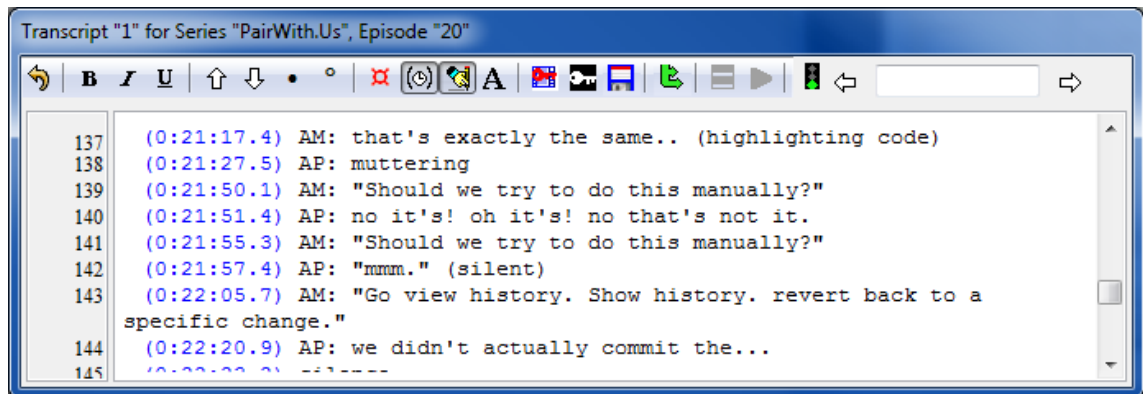 Transcript "1" for Series "PairWith.Us", Episode "20"
B I U A
137 (0:21:17.4) AM: that's exactly the same.. (highlighting code)
138 (0:21:27.5) AP: muttering
139 (0:21:50.1) AM: "Should we try to do this manually?"
140 (0:21:51.4) AP: no it's! oh it's! no that's not it.
141 (0:21:55.3) AM: "Should we try to do this manually?"
142 (0:21:57.4) AP: "mmm." (silent)
143 (0:22:05.7) AM: "Go view history. Show history. revert back to a
specific change."
144 (0:22:20.9) AP: we didn't actually commit the...
145